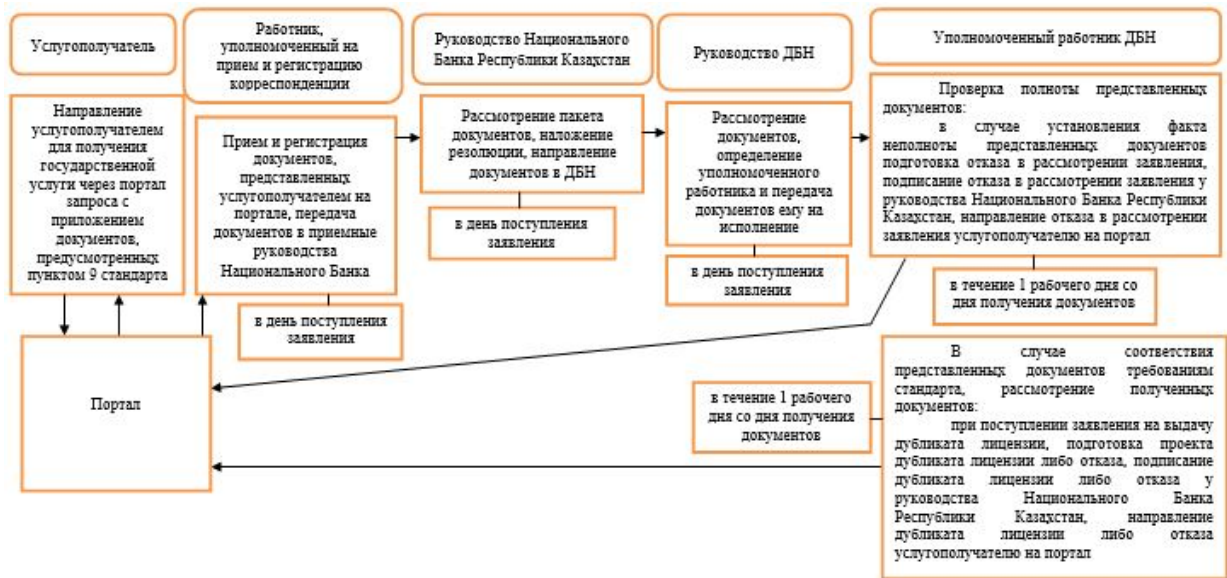 Услугополучатель
Работник,
уполномоченный на
прием и регистрацию
корреспонденции
Руководство Национального
Банка Республики Казахстан
Руководство ДБН
Уполномоченный работник ДБН
Направление
услугополучателем
для получения
государственной
услуги через портал
запроса с
приложением
документов,
предусмотренных
пунктом 9 стандарта
Прием и регистрация
документов,
представленных
услугополучателем на
портале, передача
документов в приемные
руководства
Национального Банка
в день поступления
заявления
Рассмотрение пакета
документов, наложение
резолюции, направление
документов в ДБН
в день поступления
заявления
Рассмотрение
документов,
определение
уполномоченного
работника и передача
документов ему на
исполнение
в день поступления
заявления
Проверка полноты представленных
документов:
в случае установления факта
неполноты представленных документов
подготовка отказа в рассмотрении заявления,
подписание отказа в рассмотрении заявления у
руководства Национального Банка Республики
Казахстан, направление отказа в рассмотрении
заявления услугополучателю на портал
в течение 1 рабочего дня со
дня получения документов
Портал
в течение 1 рабочего
дня со дня получения
документов
В случае соответствия
представленных документов требованиям
стандарта, рассмотрение полученных
документов:
при поступлении заявления на выдачу
дубликата лицензии, подготовка проекта
дубликата лицензии либо отказа, подписание
дубликата лицензии либо отказа у
руководства Национального Банка
Республики Казахстан, направление
дубликата лицензии либо отказа
услугополучателю на портал